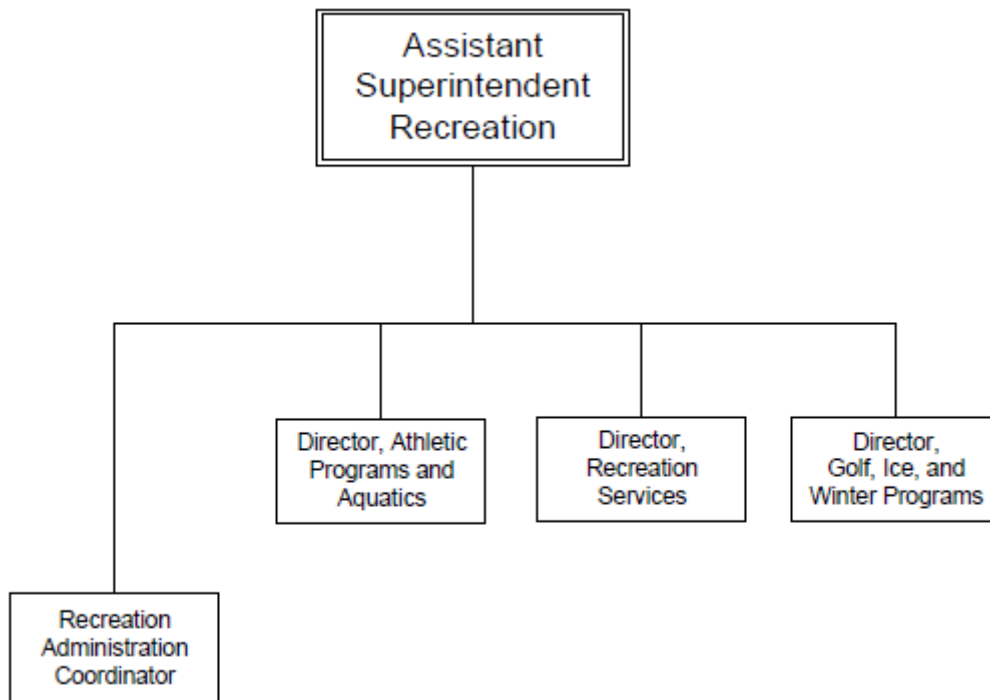 Assistant
Superintendent
Recreation
Director, Athletic
Programs and
Aquatics
Director,
Recreation
Services
Director,
Golf, Ice, and
Winter Programs
Recreation
Administration
Coordinator